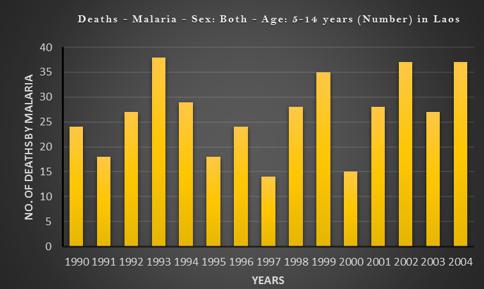 Deaths - Malaria - Sex: Both - Age: 5-14 years (Number) in Laos
40
35
30
25
20
15
10
5
0
NO. OF DEATHS BY MALARIA
1990 1991 1992 1993 1994 1995 1996 1997 1998 1999 2000 2001 2002 2003 2004
YEARS